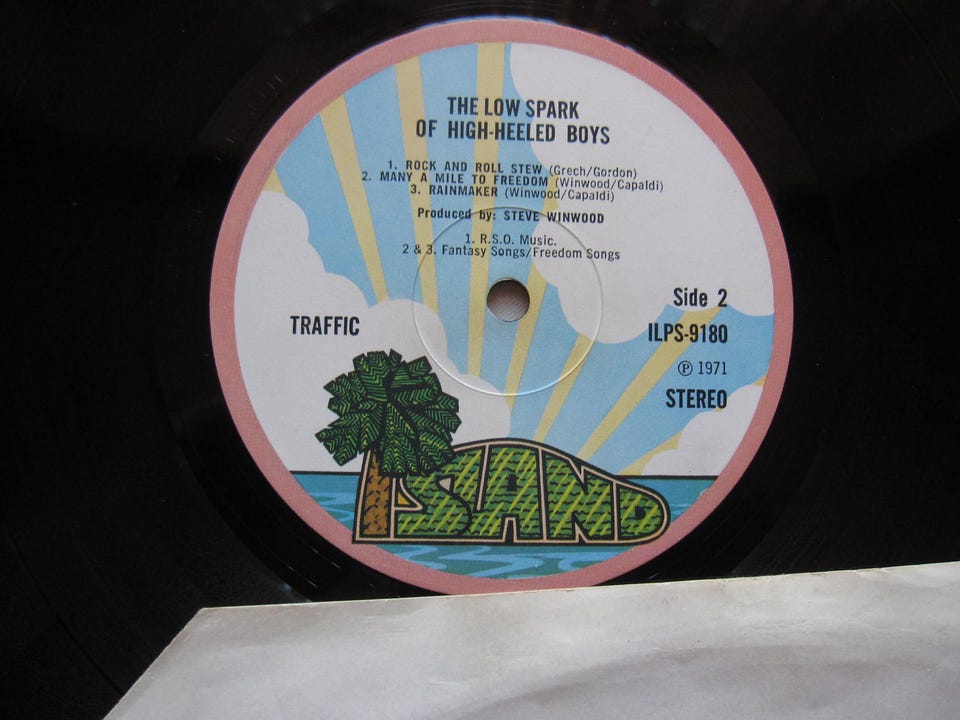 THE LOW SPARK
OF HIGH-HEELED BOYS
1. ROCK AND ROLL STEW (Grech/Gordon)
2. MANY A MILE TO FREEDOM (Winwood/Capaldi)
3. RAINMAKER (Winwood/Capaldi)
Produced by: STEVE WINWOOD
1. R.S.O. Music.
2 & 3. Fantasy Songs/Freedom Songs
Side 2
TRAFFIC
ILPS-9180
Ⓟ 1971
STEREO
ISLAND